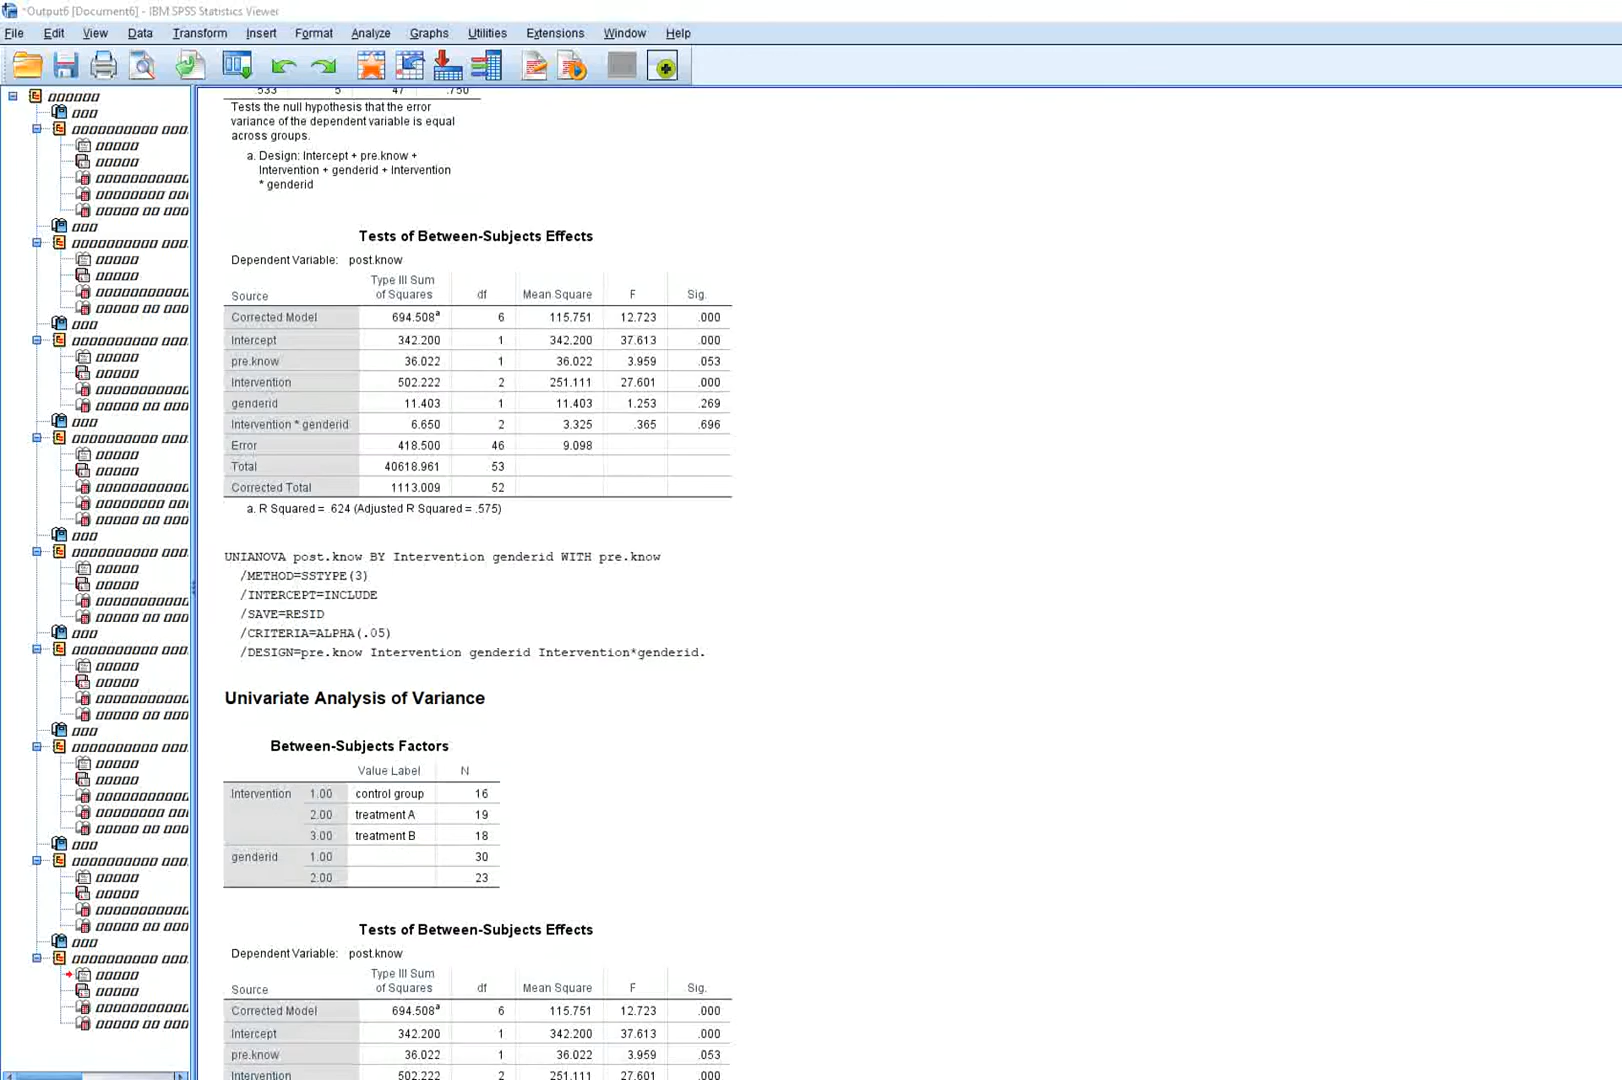 *Output6 [Document6] - IBM SPSS Statistics Viewer
File Edit View Data Transform Insert Format Analyze Graphs Utilities Extensions Window Help
.533 5 47 .750
Tests the null hypothesis that the error
variance of the dependent variable is equal
across groups.
a. Design: Intercept + pre.know +
Intervention + genderid + Intervention
* genderid
Tests of Between-Subjects Effects
Dependent Variable: post.know
Type III Sum
Source of Squares df Mean Square F Sig.
Corrected Model 694.508a 6 115.751 12.723 .000
Intercept 342.200 1 342.200 37.613 .000
pre.know 36.022 1 36.022 3.959 .053
Intervention 502.222 2 251.111 27.601 .000
genderid 11.403 1 11.403 1.253 .269
Intervention * genderid 6.650 2 3.325 .365 .696
Error 418.500 46 9.098
Total 40618.961 53
Corrected Total 1113.009 52
a. R Squared = 624 (Adjusted R Squared = .575)
UNIANOVA post.know BY Intervention genderid WITH pre.know
/METHOD=SSTYPE(3)
/INTERCEPT=INCLUDE
/SAVE=RESID
/CRITERIA=ALPHA(.05)
/DESIGN=pre.know Intervention genderid Intervention*genderid.
Univariate Analysis of Variance
Between-Subjects Factors
Value Label N
Intervention 1.00 control group 16
2.00 treatment A 19
3.00 treatment B 18
genderid 1.00 30
2.00 23
Tests of Between-Subjects Effects
Dependent Variable: post.know
Type III Sum
Source of Squares df Mean Square F Sig.
Corrected Model 694.508a 6 115.751 12.723 .000
Intercept 342.200 1 342.200 37.613 .000
pre.know 36.022 1 36.022 3.959 .053
Intervention 502.222 2 251.111 27.601 .000